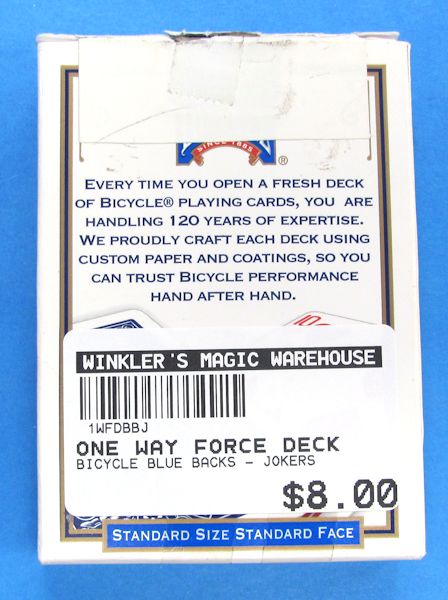 SINCE 1885
®
EVERY TIME YOU OPEN A FRESH DECK
OF BICYCLE® PLAYING CARDS, YOU ARE
HANDLING 120 YEARS OF EXPERTISE.
WE PROUDLY CRAFT EACH DECK USING
CUSTOM PAPER AND COATINGS, SO YOU
CAN TRUST BICYCLE PERFORMANCE
HAND AFTER HAND.
WINKLER'S MAGIC WAREHOUSE
1WFDBBJ
ONE WAY FORCE DECK
BICYCLE BLUE BACKS - JOKERS
$8.00
STANDARD SIZE STANDARD FACE